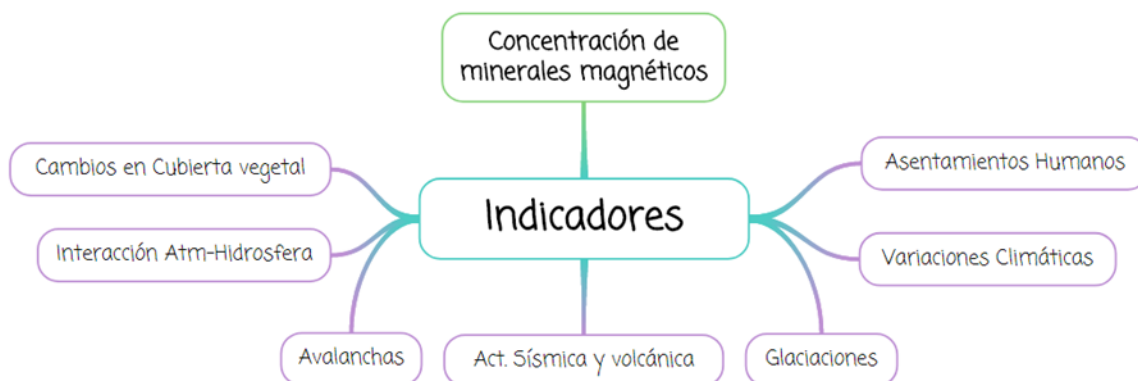 Concentración de
minerales magnéticos
Cambios en Cubierta vegetal
Asentamientos Humanos
Indicadores
Interacción Atm-Hidrosfera
Variaciones Climáticas
Avalanchas
Act. Sísmica y volcánica
Glaciaciones